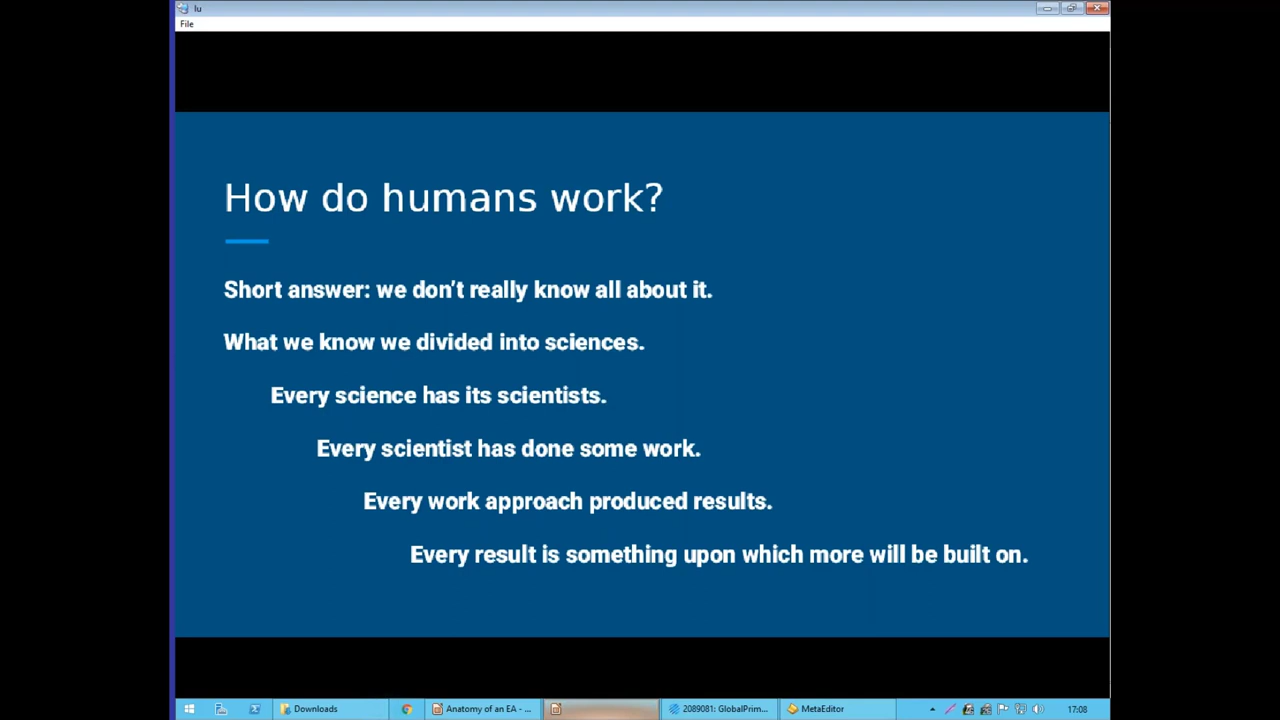 lu
File
How do humans work?
Short answer: we don't really know all about it.
What we know we divided into sciences.
Every science has its scientists.
Every scientist has done some work.
Every work approach produced results.
Every result is something upon which more will be built on.
Downloads
Anatomy of an EA - ...
2089081: GlobalPrim...
MetaEditor
17:08